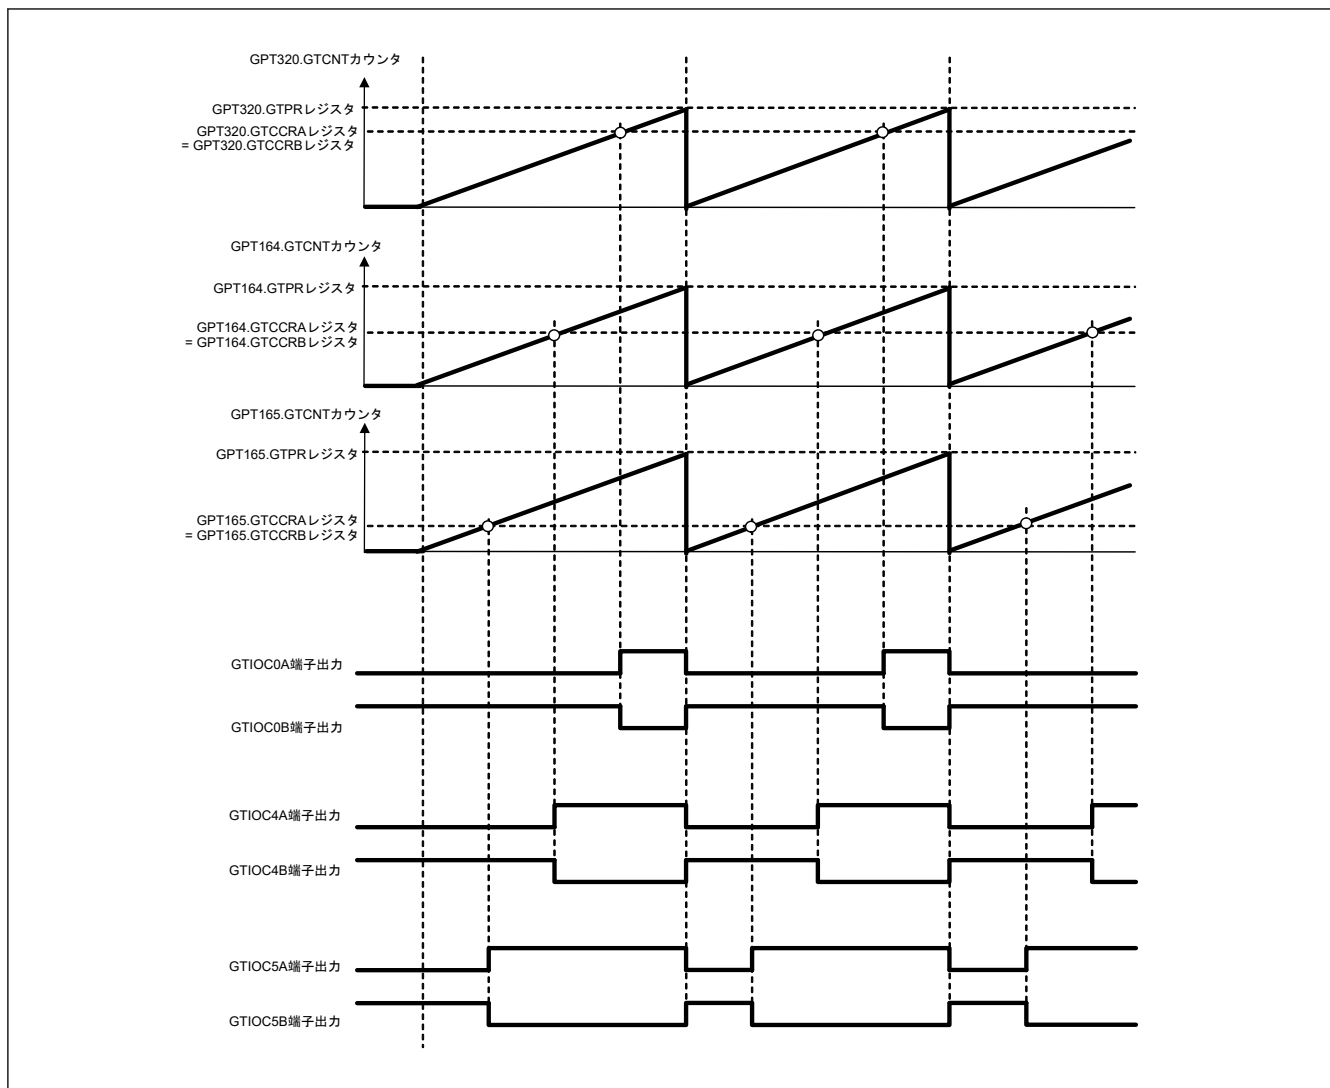 GPT320.GTCNTカウンタ
GPT320.GTPRレジスタ
GPT320.GTCCRAレジスタ
= GPT320.GTCCRBレジスタ
GPT164.GTCNTカウンタ
GPT164.GTPRレジスタ
GPT164.GTCCRAレジスタ
= GPT164.GTCCRBレジスタ
GPT165.GTCNTカウンタ
GPT165.GTPRレジスタ
GPT165.GTCCRAレジスタ
= GPT165.GTCCRBレジスタ
GTIOC0A端子出力
GTIOC0B端子出力
GTIOC4A端子出力
GTIOC4B端子出力
GTIOC5A端子出力
GTIOC5B端子出力